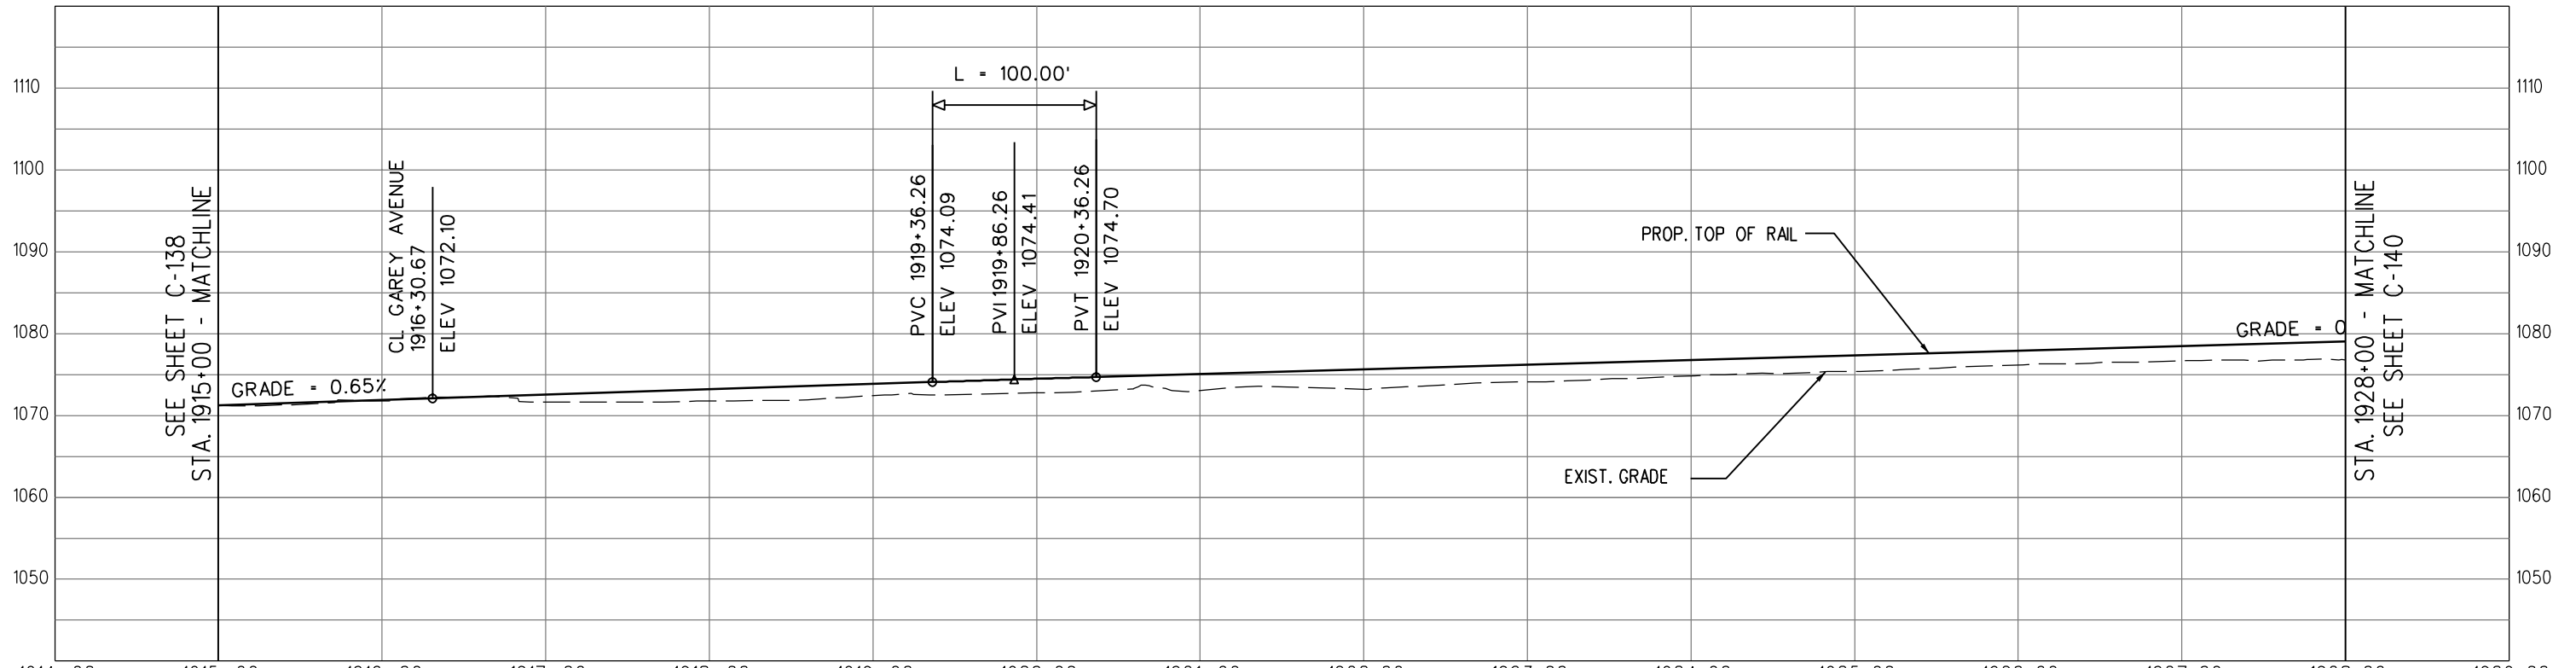 L = 100.00'
1110
1110
1100
1100
1090
1090
1080
1080
1070
1070
1060
1060
1050
1050
SEE SHEET C-138
STA. 1915+00 - MATCHLINE
GRADE = 0.65%
CL GAREY AVENUE
1916+30.67
ELEV 1072.10
PVC 1919+36.26
ELEV 1074.09
PVI 1919+86.26
ELEV 1074.41
PVT 1920+36.26
ELEV 1074.70
PROP. TOP OF RAIL
EXIST. GRADE
GRADE = 0
STA. 1928+00 - MATCHLINE
SEE SHEET C-140